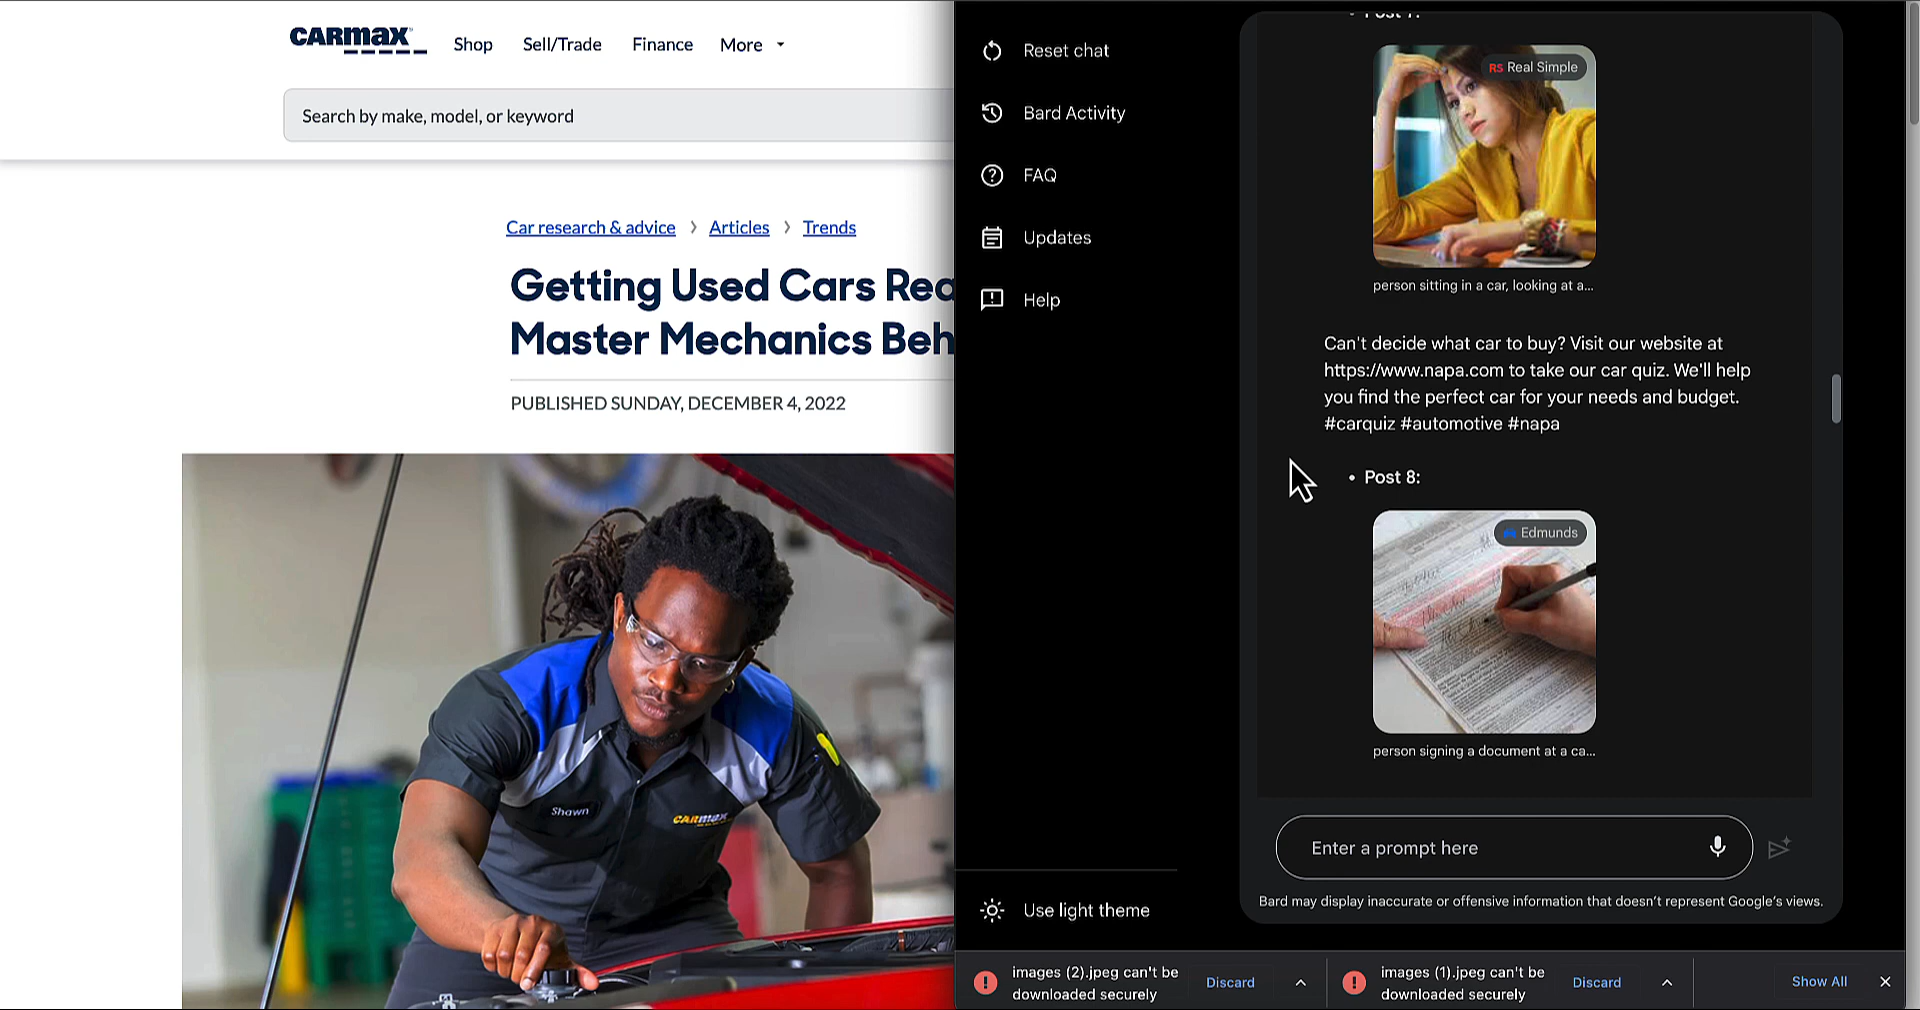 CARMAX
Shop
Sell/Trade
Finance
More
Search by make, model, or keyword
Car research & advice
Articles
Trends
Getting Used Cars
Master Mechanics
PUBLISHED SUNDAY, DECEMBER 4, 2022
Shawn
CARMAX
Reset chat
Bard Activity
FAQ
Updates
Help
Use light theme
• Post 7:
RS Real Simple
person sitting in a car, looking at a...
Can't decide what car to buy? Visit our website at
https://www.napa.com to take our car quiz. We'll help
you find the perfect car for your needs and budget.
#carquiz #automotive #napa
• Post 8:
Edmunds
person signing a document at a ca...
Enter a prompt here
Bard may display inaccurate or offensive information that doesn't represent Google's views.
images (2).jpeg can't be
downloaded securely
Discard
images (1).jpeg can't be
downloaded securely
Discard
Show All